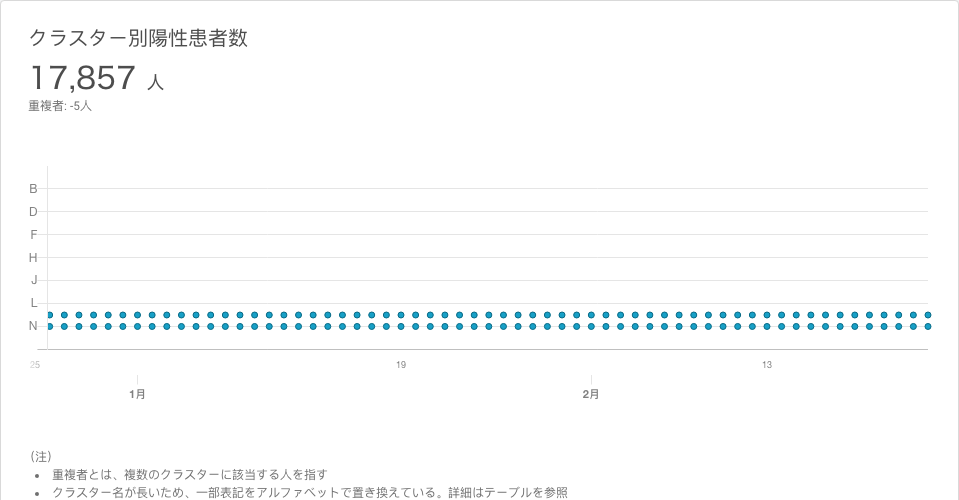 クラスター別陽性患者数
17,857 人
重複者: -5人
B
D
F
H
J
L
N
25 19 13
1月 2月
（注）
• 重複者とは、複数のクラスターに該当する人を指す
• クラスター名が長いため、一部表記をアルファベットで置き換えている。詳細はテーブルを参照